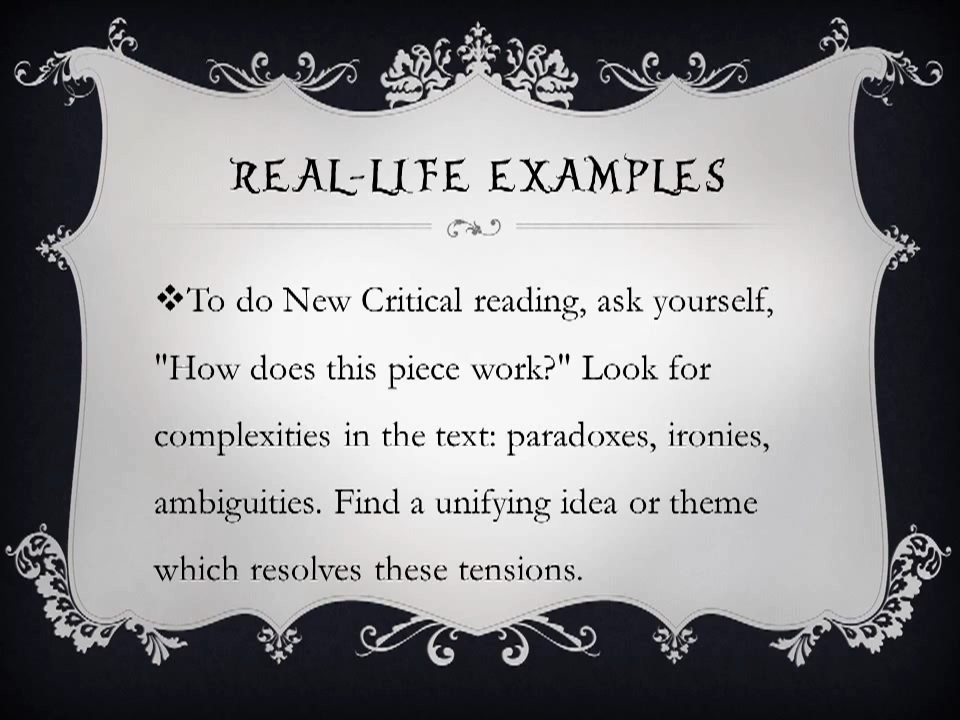 REAL-LIFE EXAMPLES
❖To do New Critical reading, ask yourself,
"How does this piece work?" Look for
complexities in the text: paradoxes, ironies,
ambiguities. Find a unifying idea or theme
which resolves these tensions.